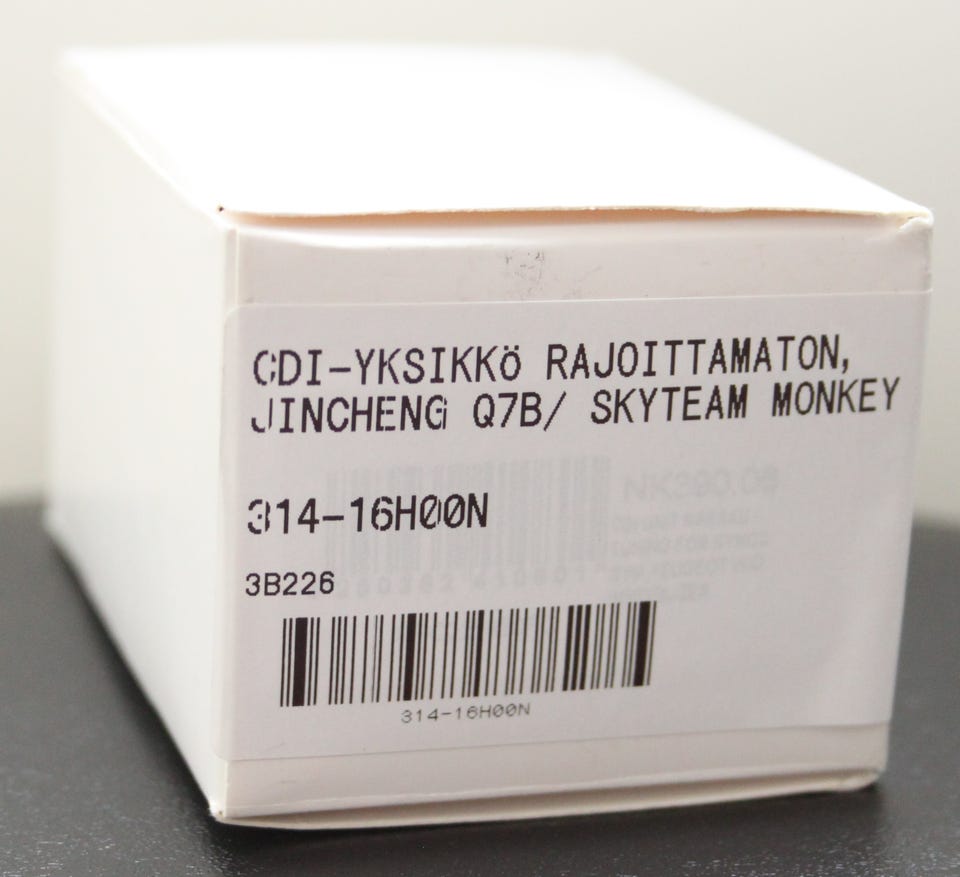 CDI-YKSIKKÖ RAJOITTAMATON,
JINCHENG Q7B/ SKYTEAM MONKEY
314-16H00N
3B226
314-16H00N